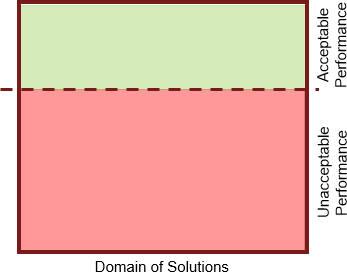 Acceptable
Performance
Unacceptable
Performance
Domain of Solutions